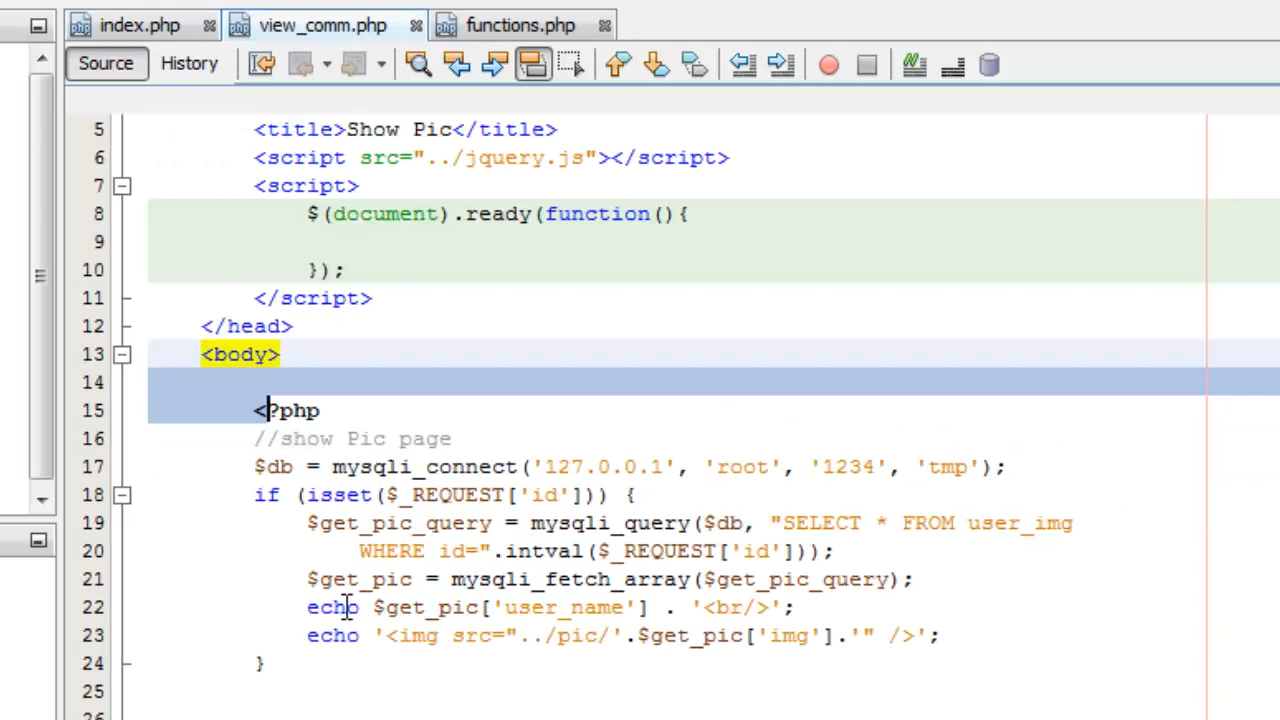 index.php view_comm.php functions.php
Source History
5 <title>Show Pic</title>
6 <script src="../jquery.js"></script>
7 <script>
8 $(document).ready(function(){
9
10 });
11 </script>
12 </head>
13 <body>
14
15 <?php
16 //show Pic page
17 $db = mysqli_connect('127.0.0.1', 'root', '1234', 'tmp');
18 if (isset($_REQUEST['id'])) {
19 $get_pic_query = mysqli_query($db, "SELECT * FROM user_img
20 WHERE id=".intval($_REQUEST['id']));
21 $get_pic = mysqli_fetch_array($get_pic_query);
22 echo $get_pic['user_name'] . '<br/>';
23 echo '<img src="../pic/'.$get_pic['img'].'" />';
24 }
25
26